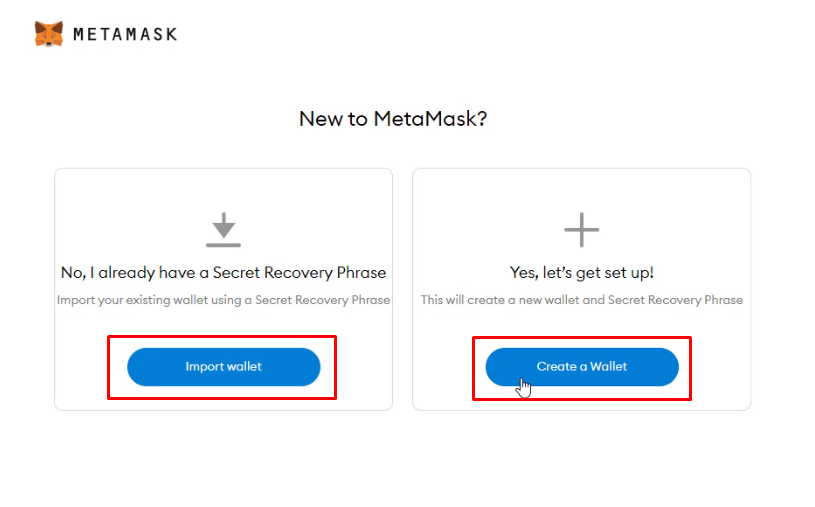 METAMASK
New to MetaMask?
No, I already have a Secret Recovery Phrase
Import your existing wallet using a Secret Recovery Phrase
Import wallet
Yes, let’s get set up!
This will create a new wallet and Secret Recovery Phrase
Create a Wallet